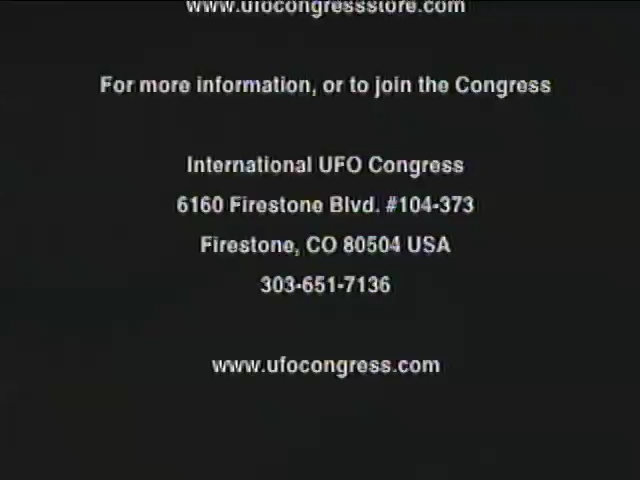 www.ufocongressstore.com
For more information, or to join the Congress
International UFO Congress
6160 Firestone Blvd. #104-373
Firestone, CO 80504 USA
303-651-7136
www.ufocongress.com